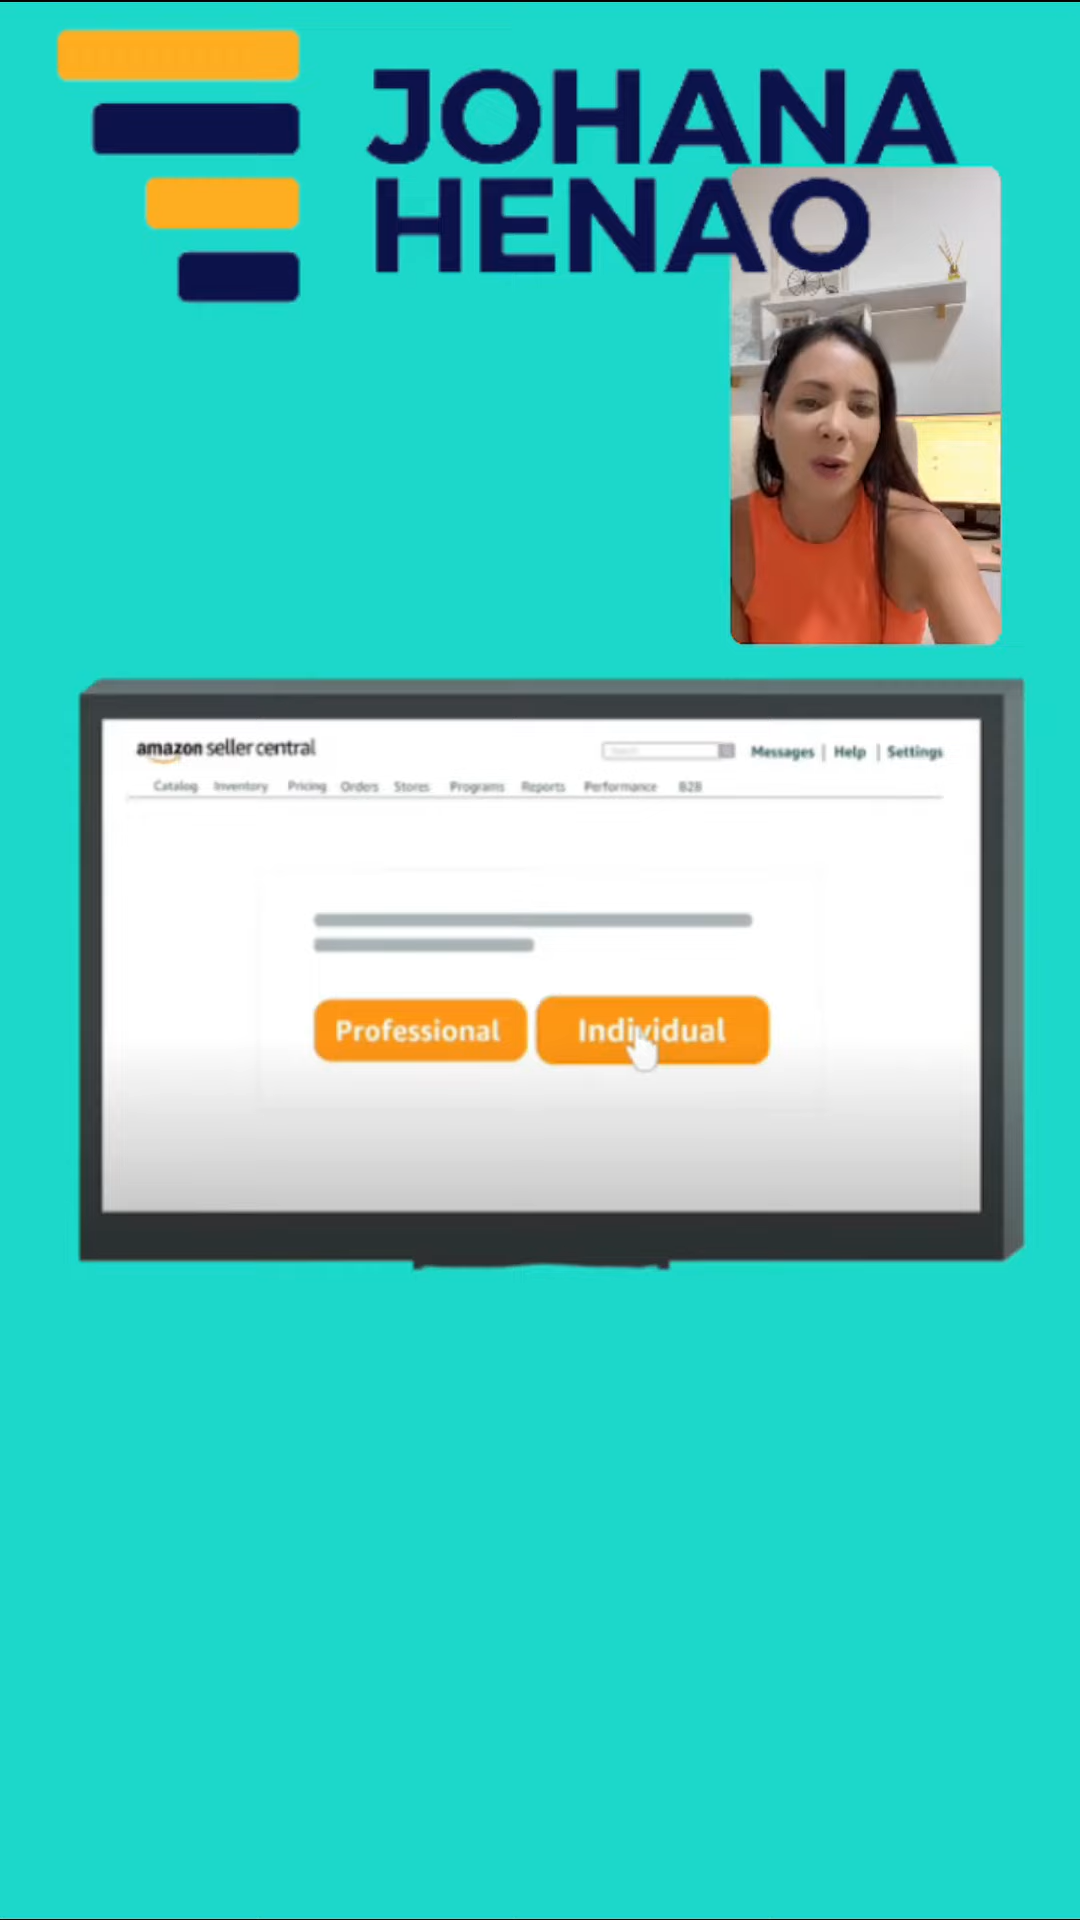 JOHANA
HENAO
amazon seller central
Messages | Help | Settings
Catalog Inventory Pricing Orders Stores Programs Reports Performance B2B
Professional Individual